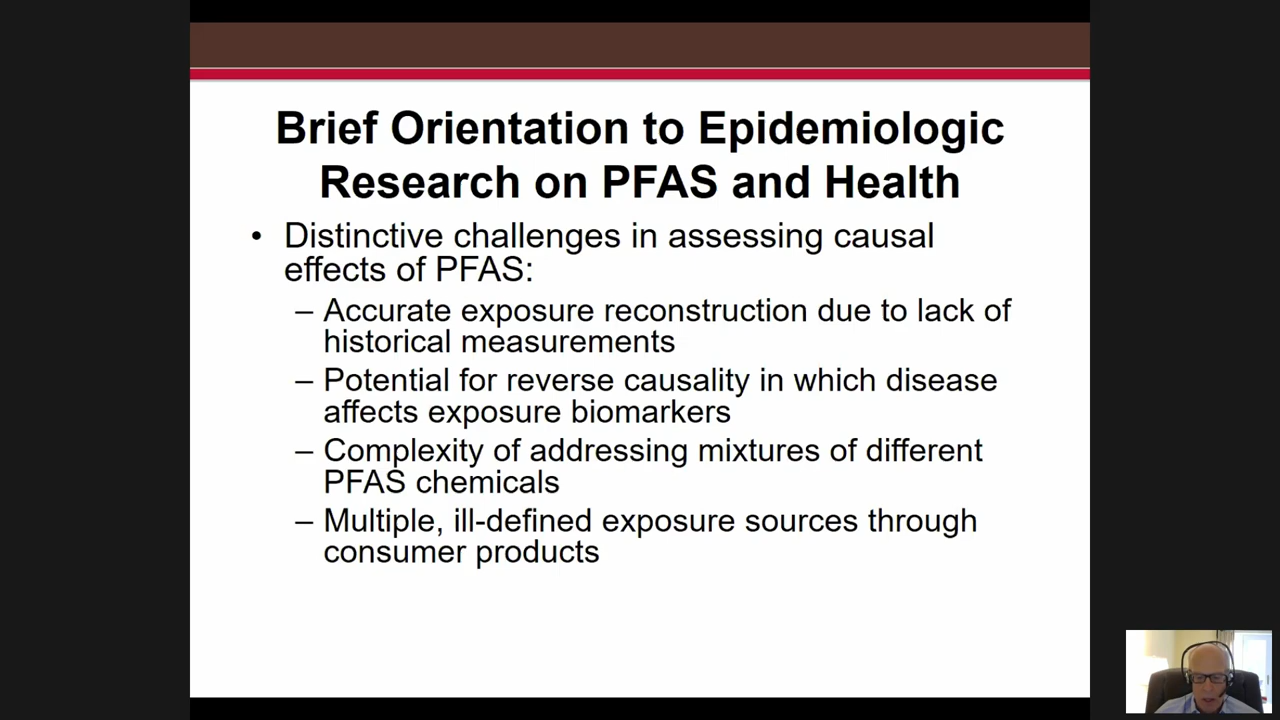 Brief Orientation to Epidemiologic
Research on PFAS and Health
• Distinctive challenges in assessing causal
effects of PFAS:
– Accurate exposure reconstruction due to lack of
historical measurements
– Potential for reverse causality in which disease
affects exposure biomarkers
– Complexity of addressing mixtures of different
PFAS chemicals
– Multiple, ill-defined exposure sources through
consumer products